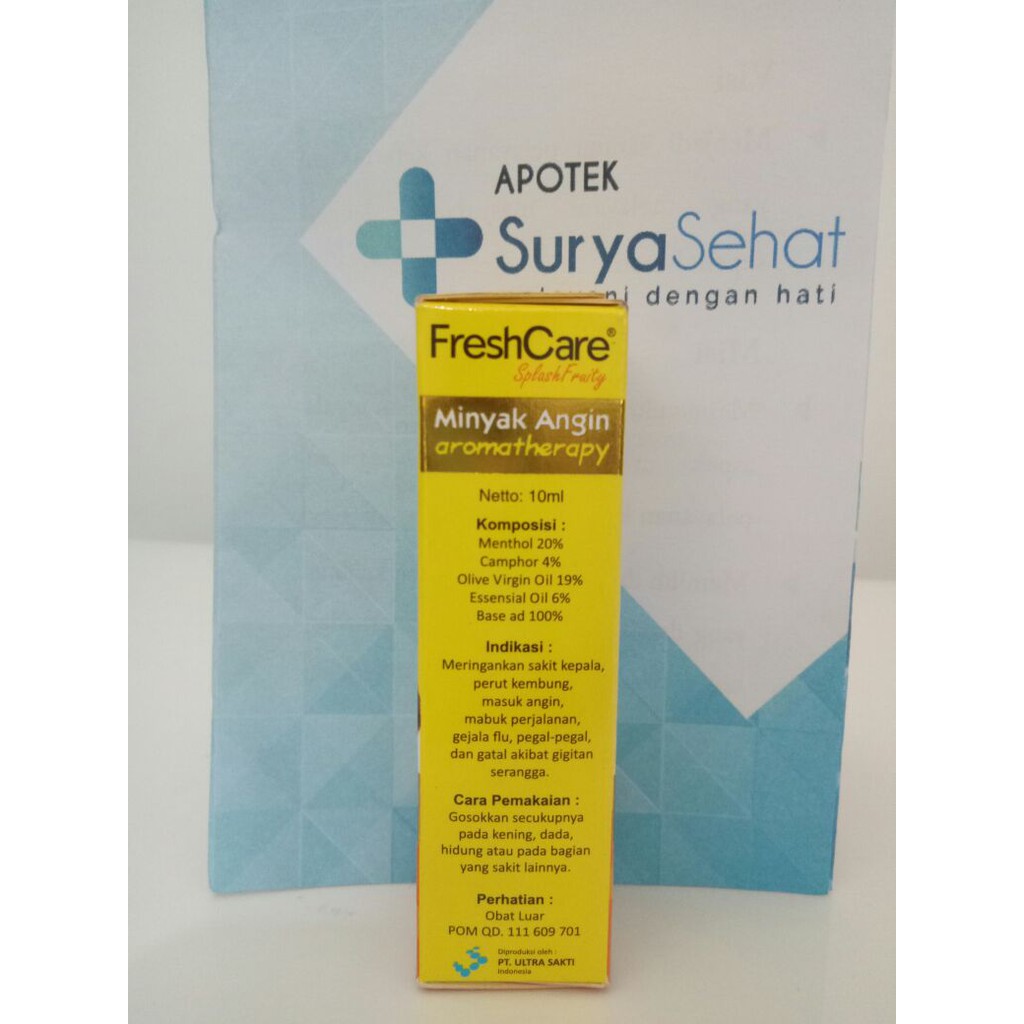 APOTEK
SuryaSehat
dengan hati
FreshCare®
SplashFruity
Minyak Angin
aromatherapy
Netto: 10ml
Komposisi :
Menthol 20%
Camphor 4%
Olive Virgin Oil 19%
Essensial Oil 6%
Base ad 100%
Indikasi :
Meringankan sakit kepala,
perut kembung,
masuk angin,
mabuk perjalanan,
gejala flu, pegal-pegal,
dan gatal akibat gigitan
serangga.
Cara Pemakaian :
Gosokkan secukupnya
pada kening, dada,
hidung atau pada bagian
yang sakit lainnya.
Perhatian :
Obat Luar
POM QD. 111 609 701
Diproduksi oleh :
PT. ULTRA SAKTI
Indonesia